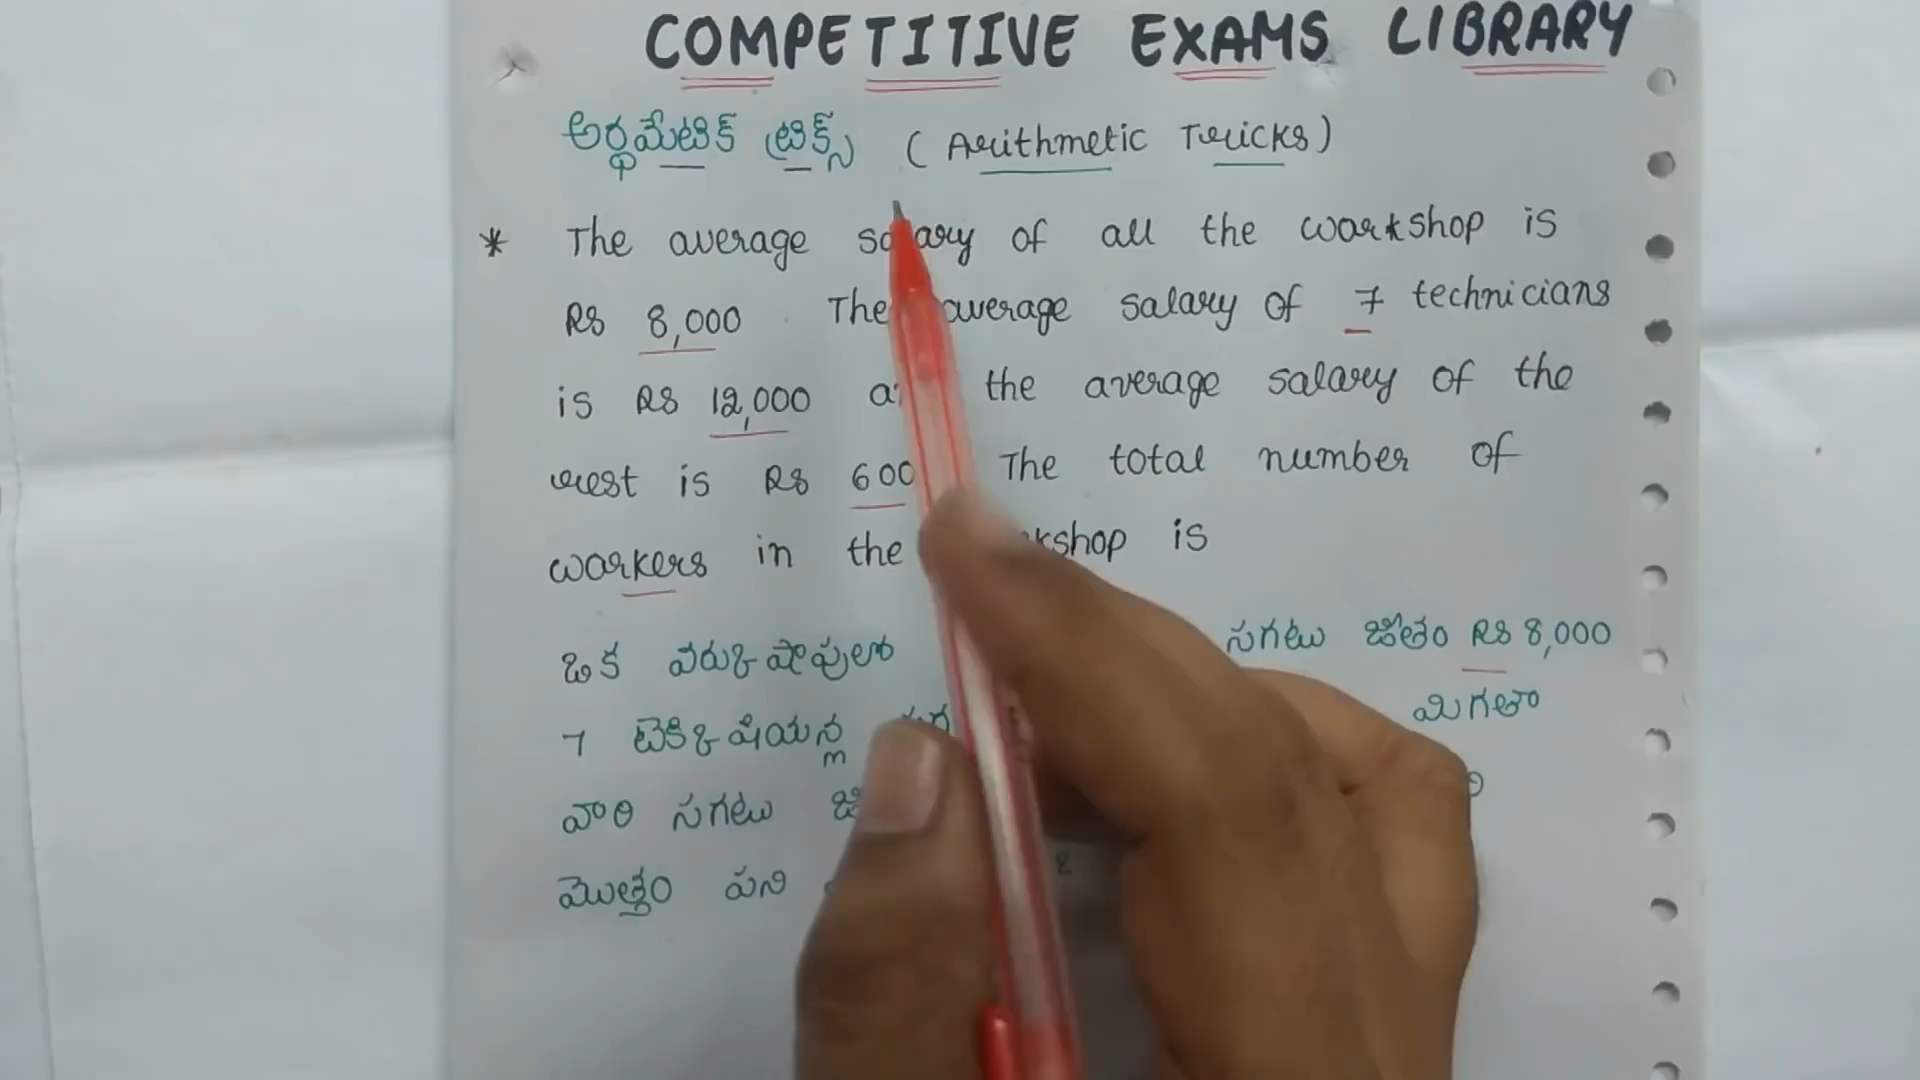 COMPETITIVE EXAMS LIBRARY
అర్థమేటిక్ ట్రిక్స్ (Arithmetic Tricks)
* The average salary of all the workshop is
RS 8,000 The average salary of 7 technicians
is RS 12,000 the average salary of the
rest is RS 600 The total number of
workers in the is
ఒక వరుక్షాపులో సగటు జీతం RS 8,000
7 టెక్నీషియన్ల మిగతా
వారి సగటు
మొత్తం పని